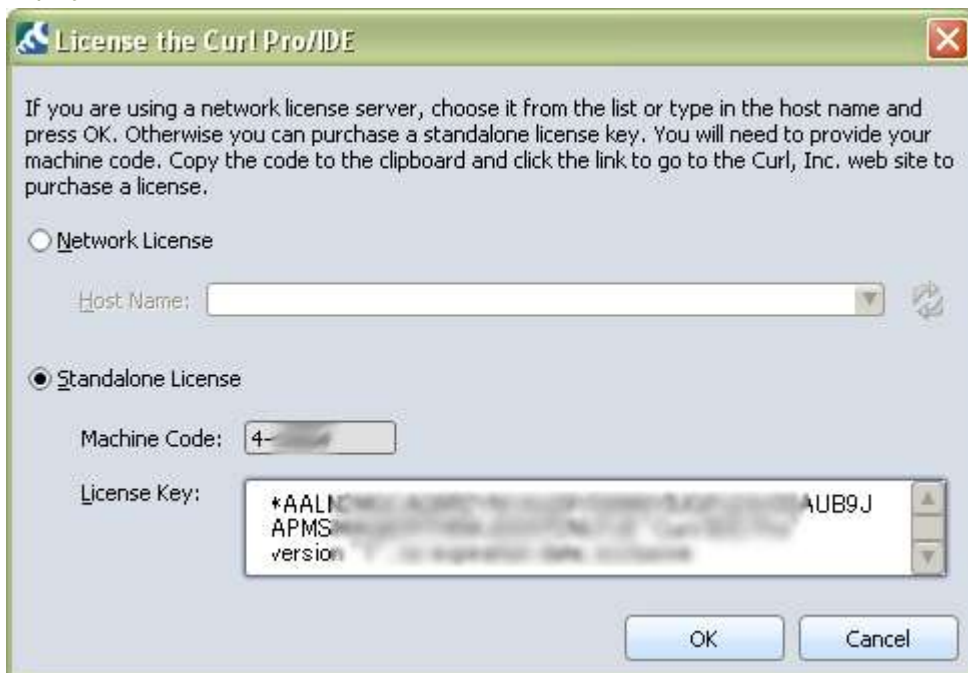 License the Curl Pro/IDE
If you are using a network license server, choose it from the list or type in the host name and
press OK. Otherwise you can purchase a standalone license key. You will need to provide your
machine code. Copy the code to the clipboard and click the link to go to the Curl, Inc. web site to
purchase a license.
Network License
Host Name:
Standalone License
Machine Code: 4-
License Key:
*AAL AUB9J
APMS
version
OK Cancel